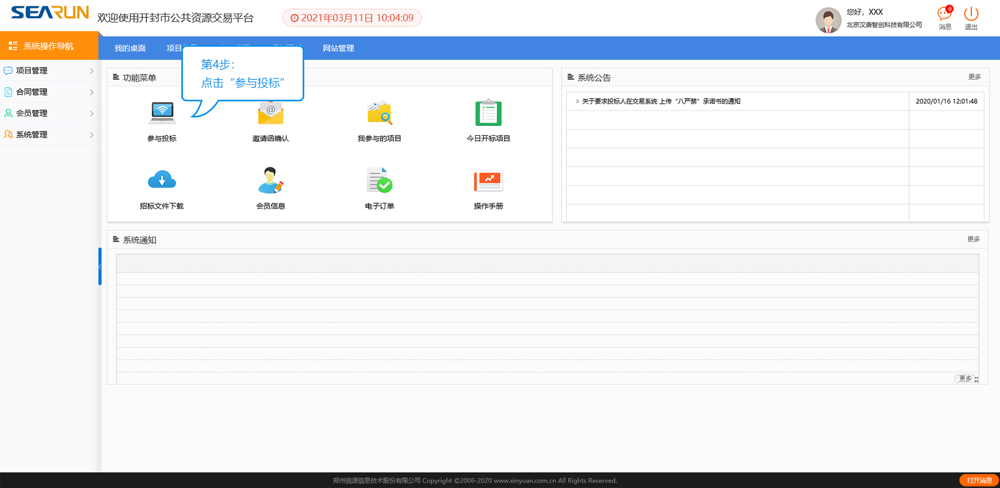 SEARUN
欢迎使用开封市公共资源交易平台
2021年03月11日 10:04:09
您好，XXX
北京汉唐智创科技有限公司
0
消息
退出
系统操作导航
我的桌面
项目
网站管理
第4步：
点击“参与投标”
项目管理
合同管理
会员管理
系统管理
功能菜单
参与投标
邀请函确认
我参与的项目
今日开标项目
招标文件下载
会员信息
电子订单
操作手册
系统公告
更多
» 关于要求投标人在交易系统 上传“八严禁”承诺书的通知
2020/01/16 12:01:48
系统通知
更多
更多 ;;
郑州信源信息技术股份有限公司 Copyright ©2006-2020 www.xinyuan.com.cn All Rights Reserved.
打开消息